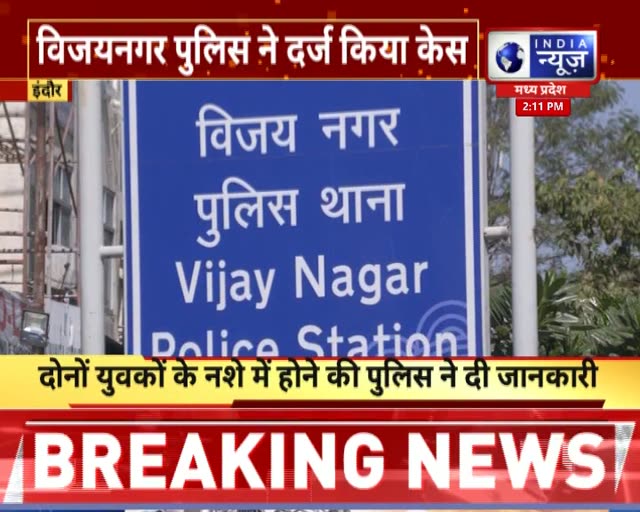 विजयनगर पुलिस ने दर्ज किया केस
INDIA
न्यूज़
इंदौर
मध्य प्रदेश
2:11 PM
विजय नगर
पुलिस थाना
Vijay Nagar
Police Station
दोनों युवकों के नशे में होने की पुलिस ने दी जानकारी
BREAKING NEWS